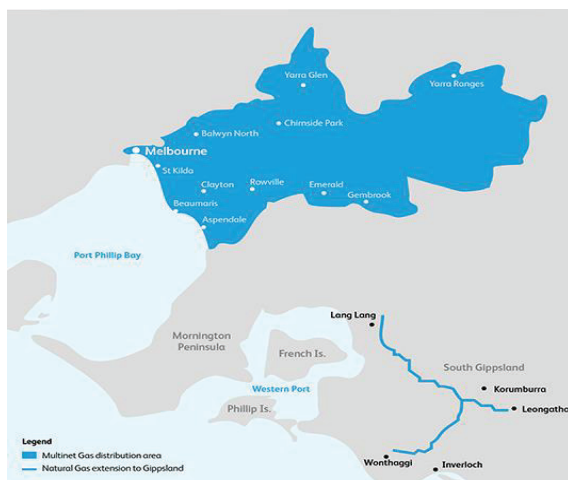 Yarra Glen
Yarra Ranges
Chirnside Park
Balwyn North
Melbourne
St Kilda
Clayton
Rowville
Emerald
Gembrook
Beaumaris
Aspendale
Port Phillip Bay
Lang Lang
Mornington
Peninsula
French Is.
South Gippsland
Western Port
Korumburra
Phillip Is.
Leongatha
Legend
Multinet Gas distribution area
Natural Gas extension to Gippsland
Wonthaggi
Inverloch